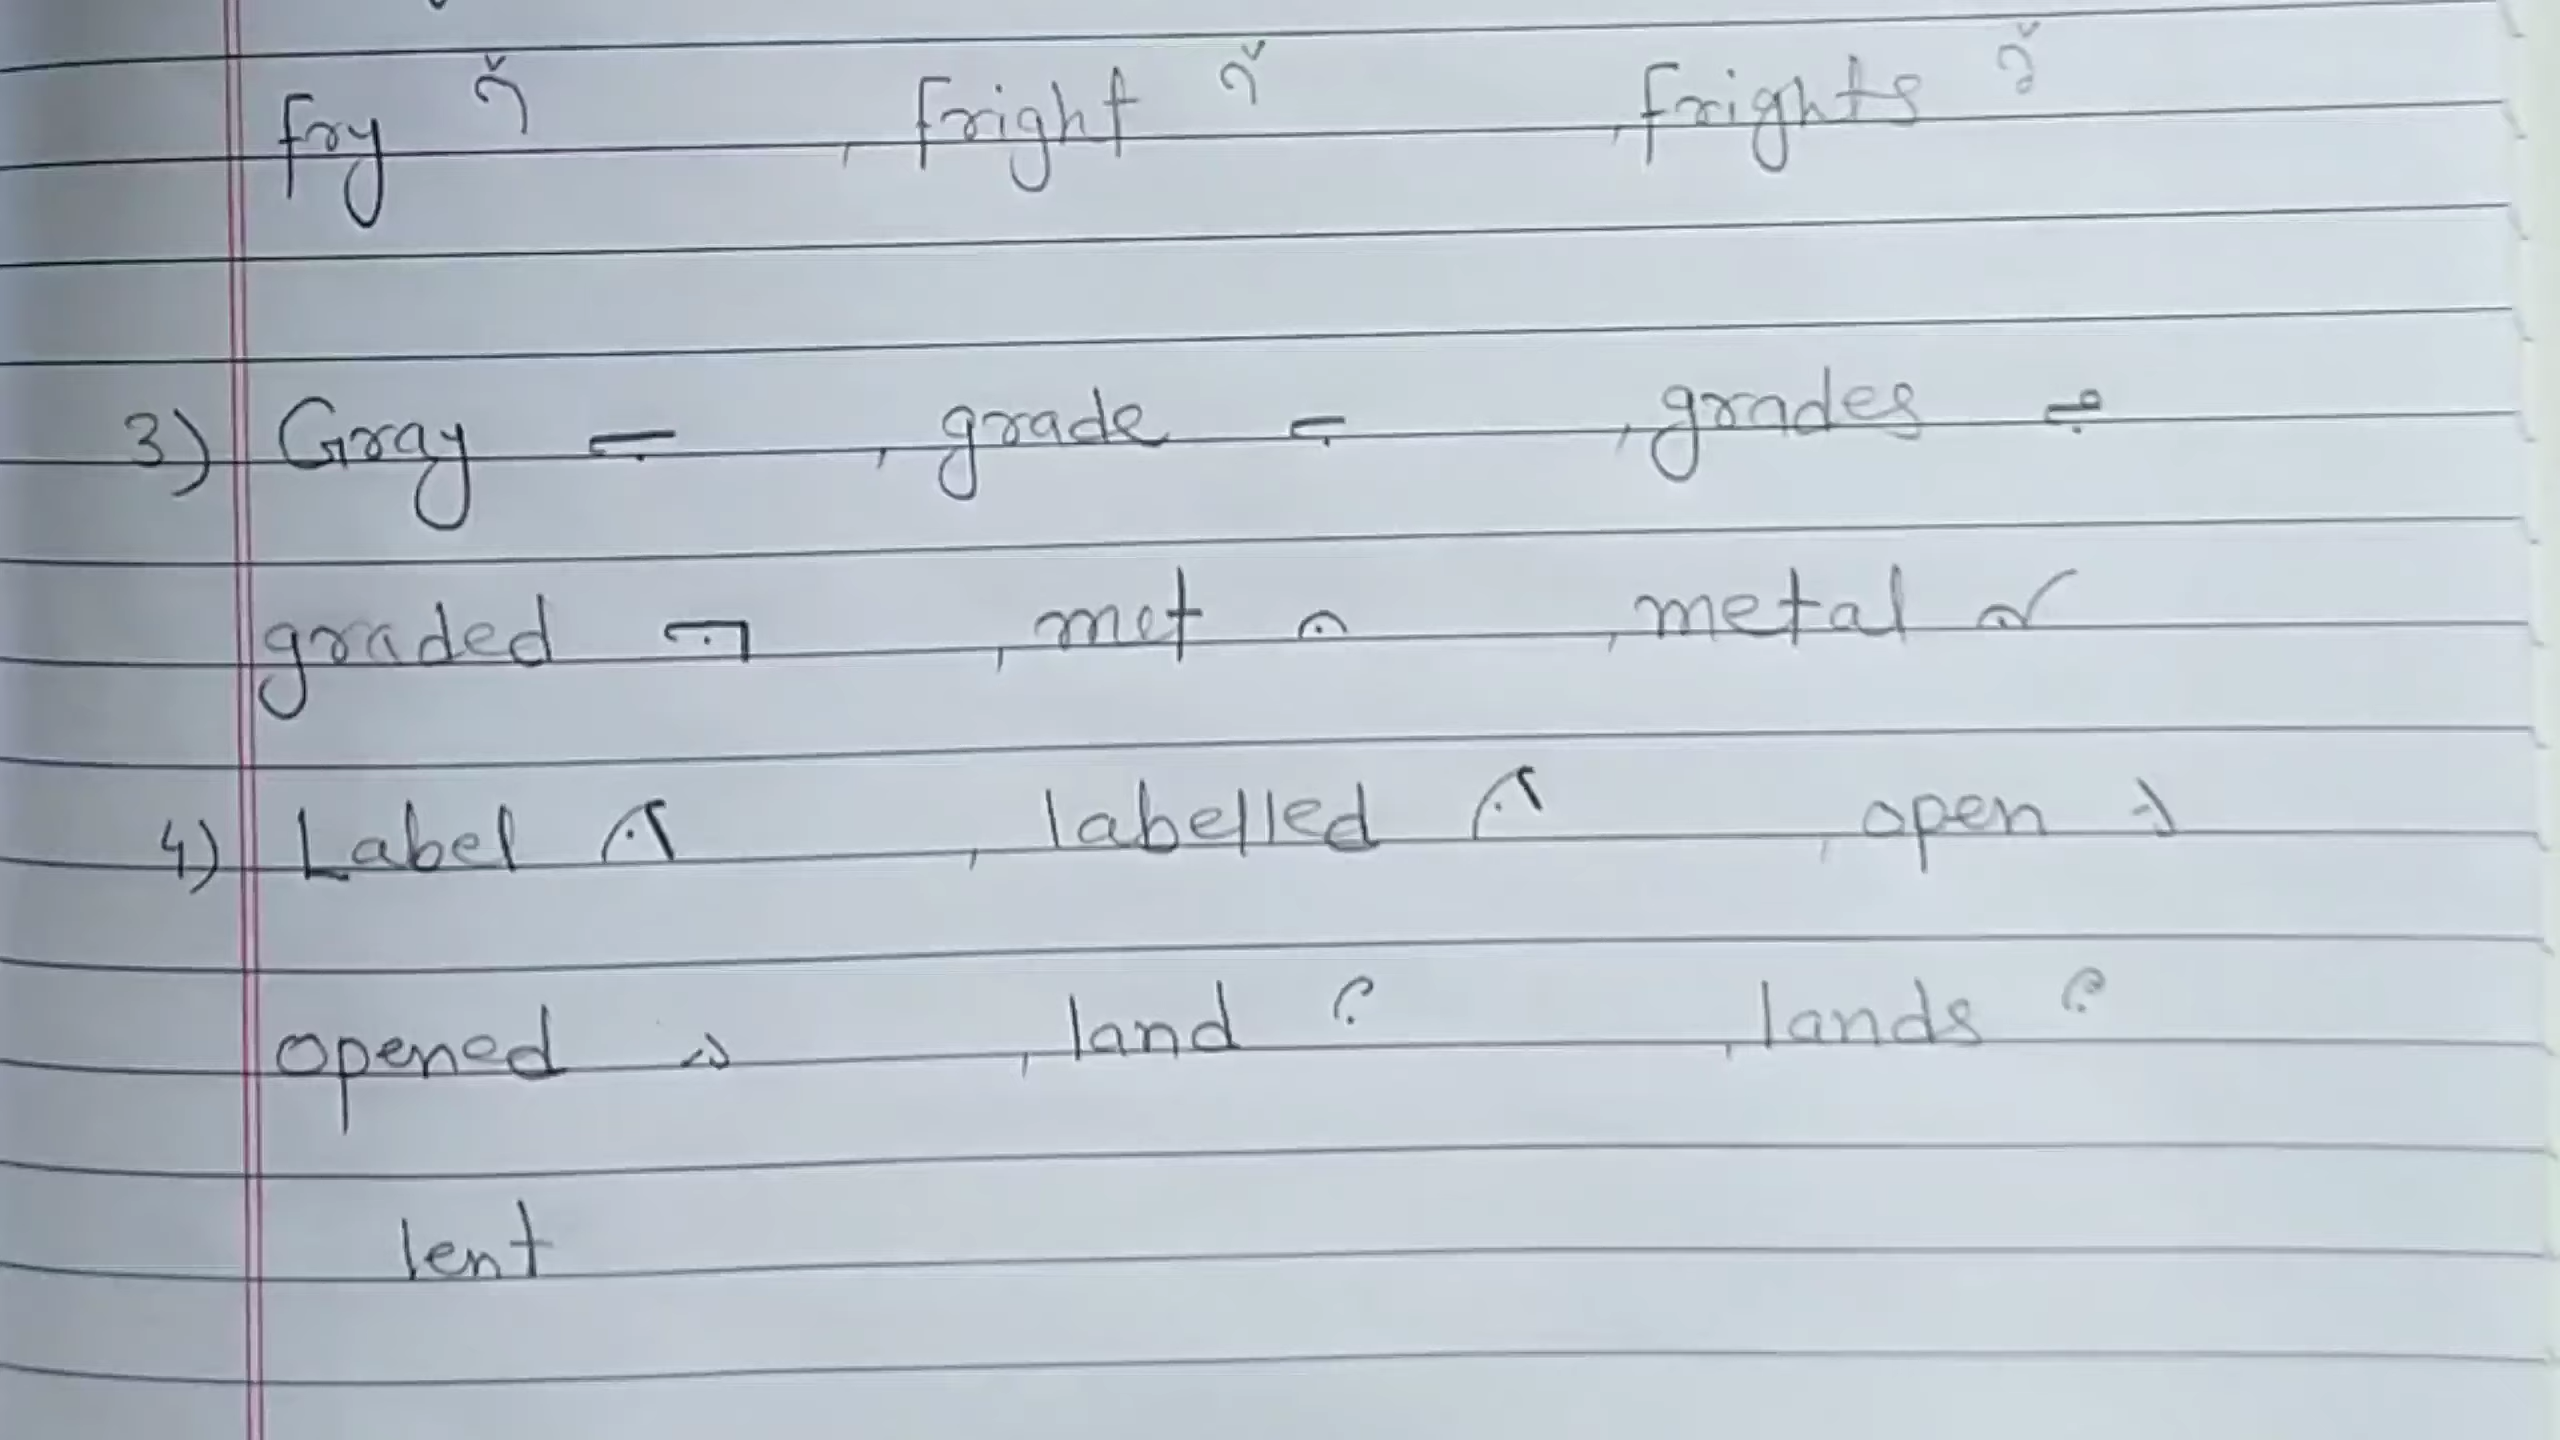 fry , fright , frights
3) Gray , grade , grades
graded , met , metal
4) Label , labelled , open
opened , land , lands
lent